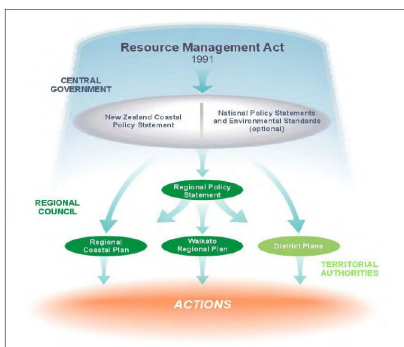 Resource Management Act
1991
CENTRAL
GOVERNMENT
New Zealand Coastal
Policy Statement
National Policy Statements
and Environmental Standards
(optional)
Regional Policy
Statement
REGIONAL
COUNCIL
Regional
Coastal Plan
Waikato
Regional Plan
District Plans
TERRITORIAL
AUTHORITIES
ACTIONS